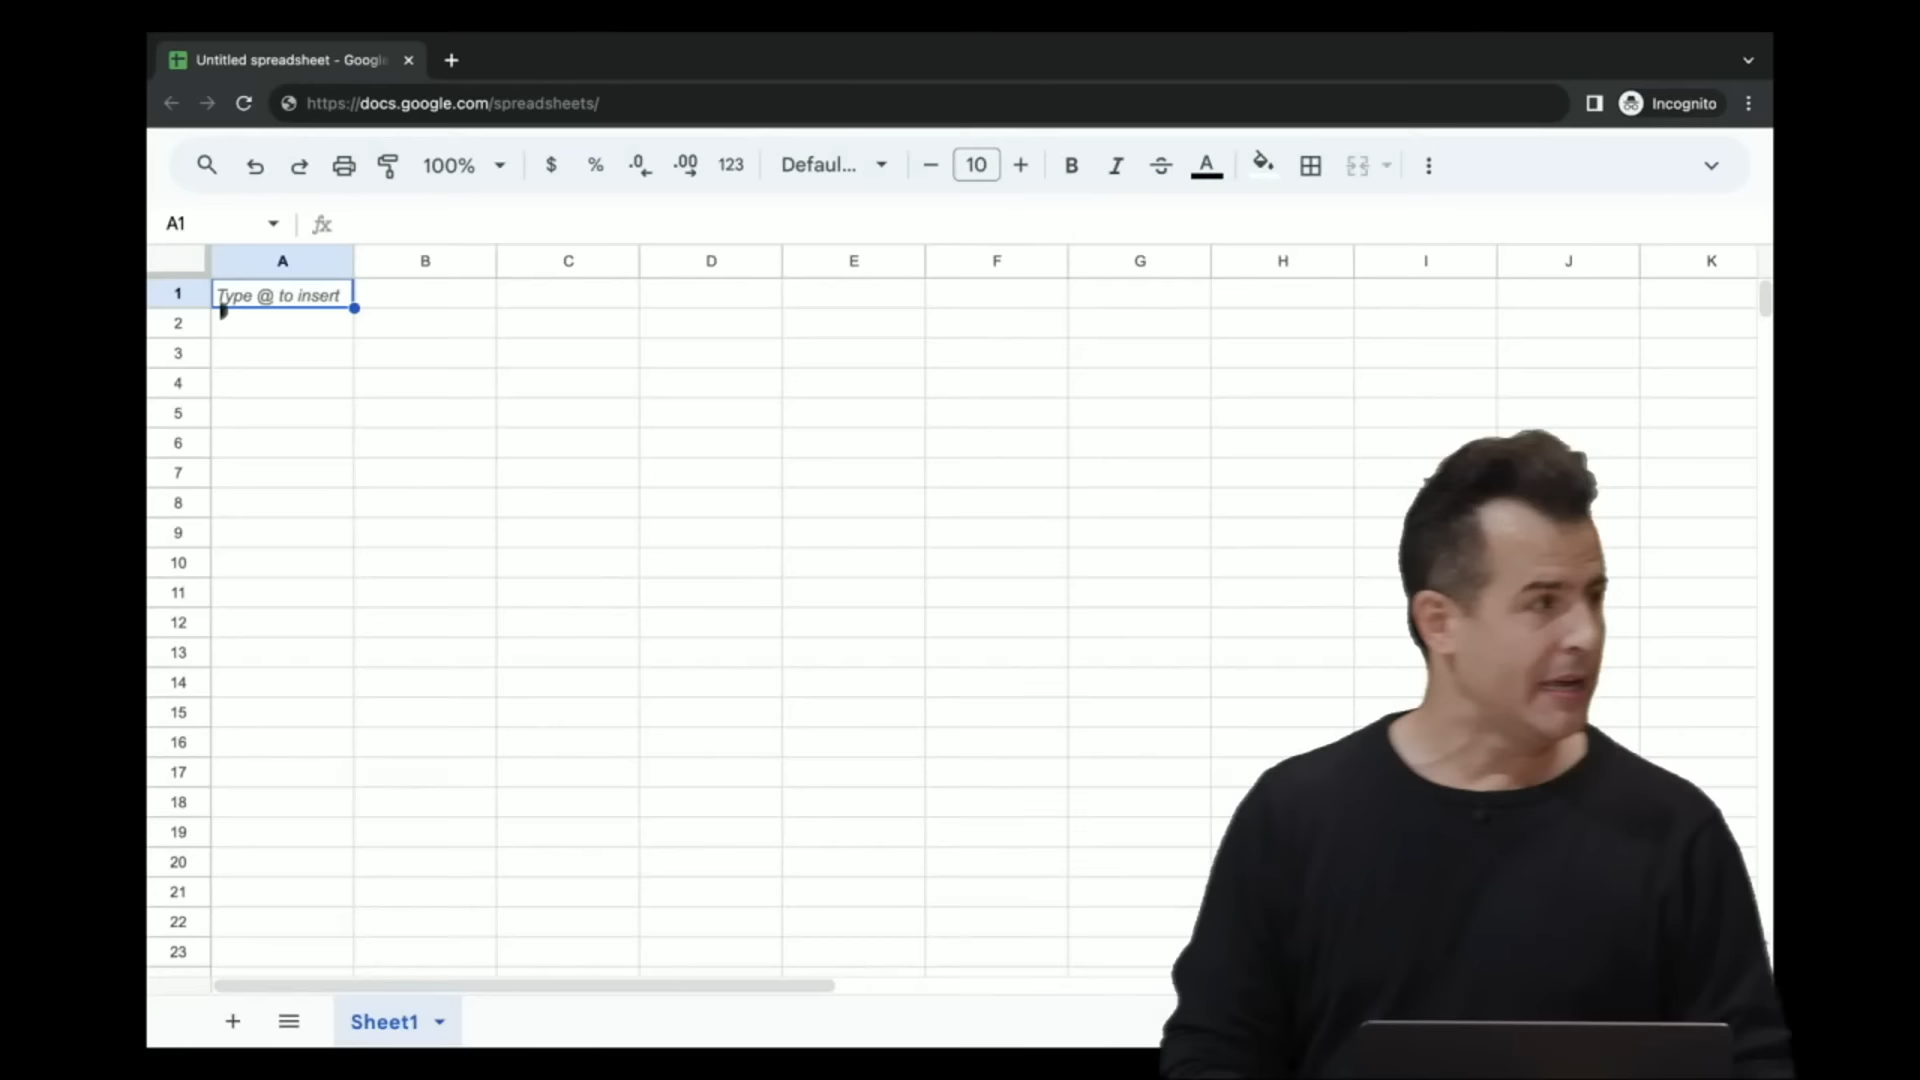 Untitled spreadsheet - Google
https://docs.google.com/spreadsheets/
Incognito
100% $ % .0 .00 123 Defaul... 10 B I A
A1 fx
A B C D E F G H I J K
1 Type @ to insert
2
3
4
5
6
7
8
9
10
11
12
13
14
15
16
17
18
19
20
21
22
23
Sheet1